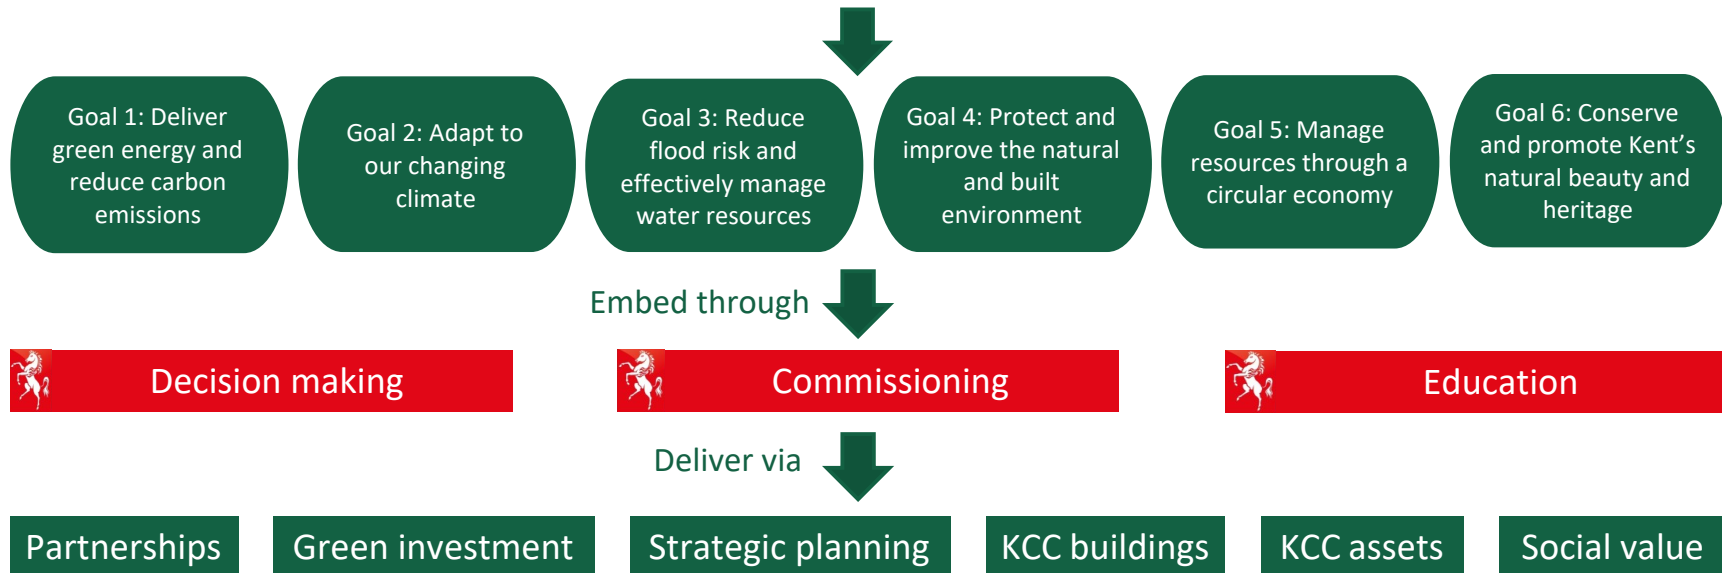 Goal 1: Deliver
green energy and
reduce carbon
emissions
Goal 2: Adapt to
our changing
climate
Goal 3: Reduce
flood risk and
effectively manage
water resources
Goal 4: Protect and
improve the natural
and built
environment
Goal 5: Manage
resources through a
circular economy
Goal 6: Conserve
and promote Kent’s
natural beauty and
heritage
Embed through
Decision making
Commissioning
Education
Deliver via
Partnerships
Green investment
Strategic planning
KCC buildings
KCC assets
Social value